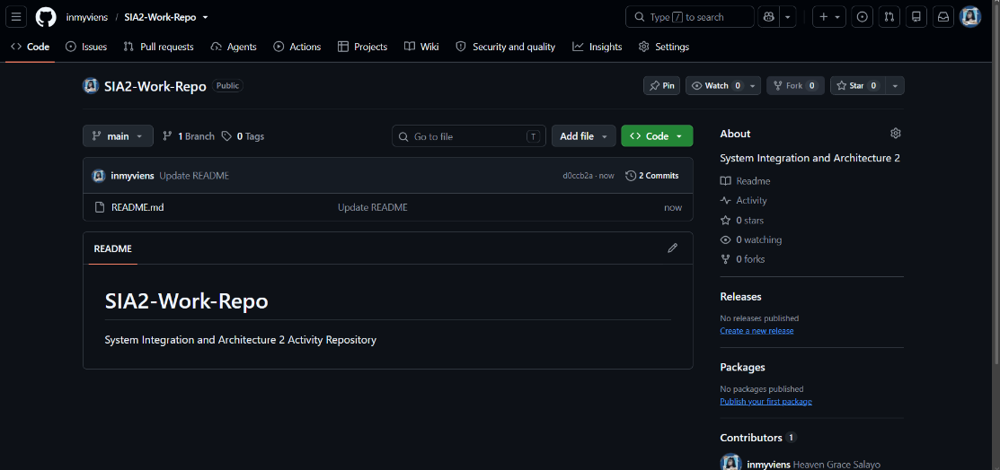 inmyviens / SIA2-Work-Repo
Type / to search
Code Issues Pull requests Agents Actions Projects Wiki Security and quality Insights Settings
SIA2-Work-Repo Public
Pin Watch 0 Fork 0 Star 0
main 1 Branch 0 Tags Go to file T Add file Code
inmyviens Update README d0ccb2a · now 2 Commits
README.md Update README now
README
SIA2-Work-Repo
System Integration and Architecture 2 Activity Repository
About
System Integration and Architecture 2
Readme
Activity
0 stars
0 watching
0 forks
Releases
No releases published
Create a new release
Packages
No packages published
Publish your first package
Contributors 1
inmyviens Heaven Grace Salayo